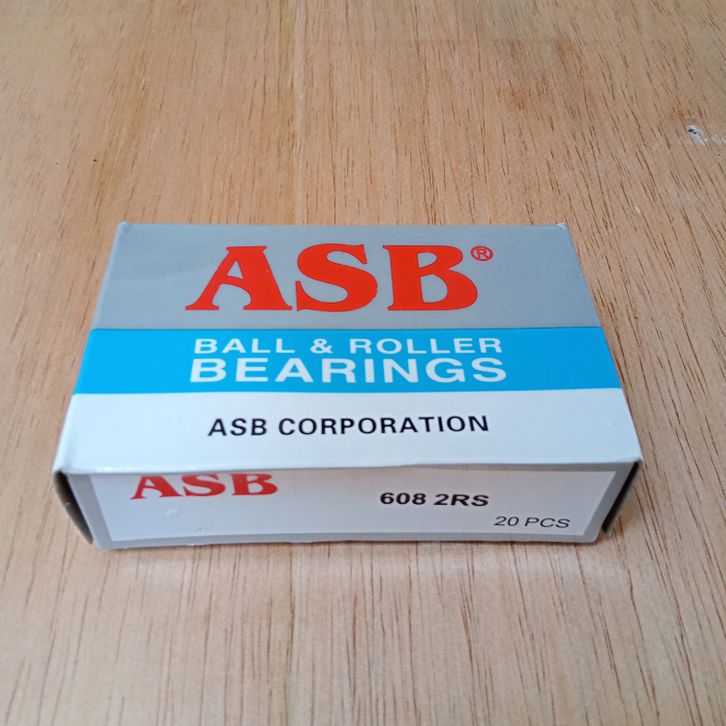 ASB®
BALL & ROLLER
BEARINGS
ASB CORPORATION
ASB
608 2RS
20 PCS